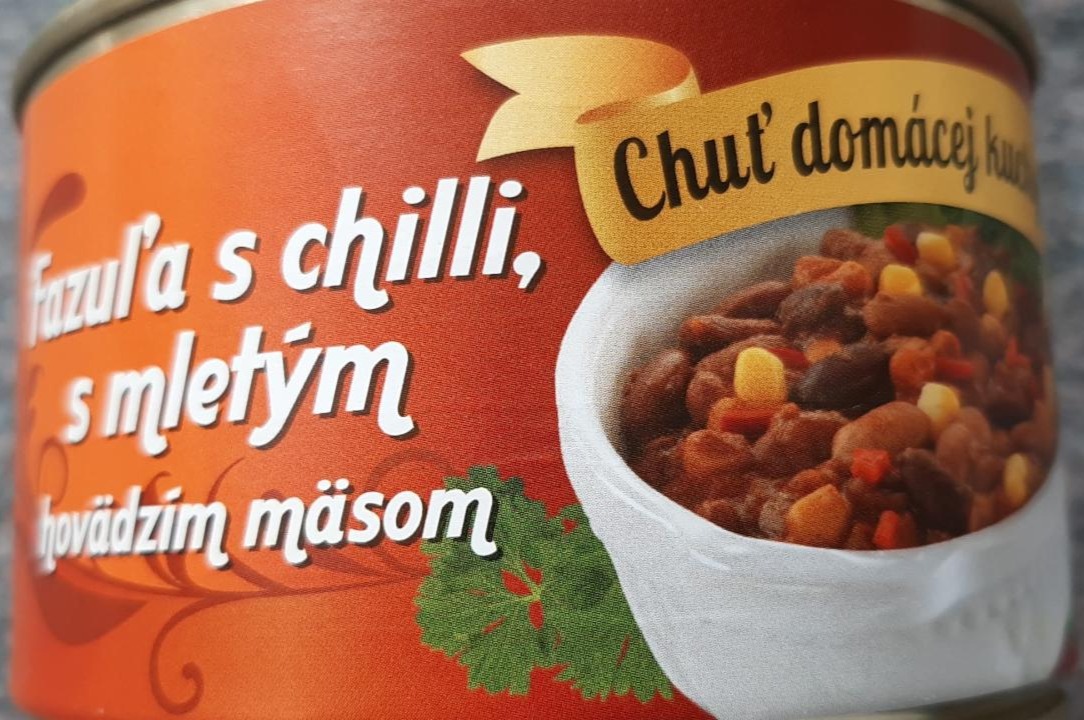 Chuť domácej
Fazuľa s chilli,
s mletým
hovädzím mäsom